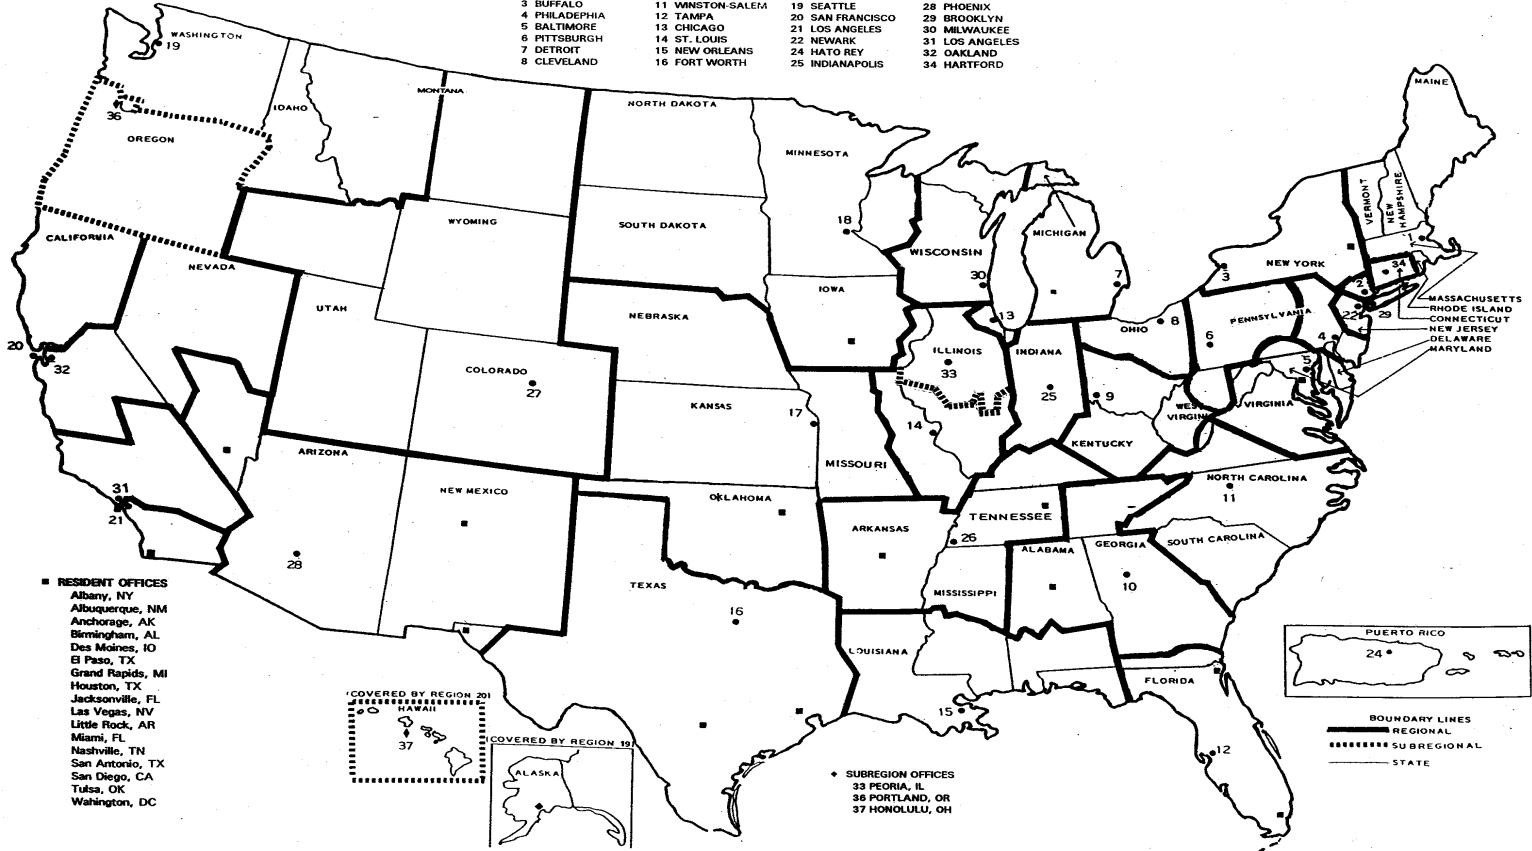 3 BUFFALO
4 PHILADEPHIA
5 BALTIMORE
6 PITTSBURGH
7 DETROIT
8 CLEVELAND
11 WINSTON-SALEM
12 TAMPA
13 CHICAGO
14 ST. LOUIS
15 NEW ORLEANS
16 FORT WORTH
19 SEATTLE
20 SAN FRANCISCO
21 LOS ANGELES
22 NEWARK
24 HATO REY
25 INDIANAPOLIS
28 PHOENIX
29 BROOKLYN
30 MILWAUKEE
31 LOS ANGELES
32 OAKLAND
34 HARTFORD
WASHINGTON
19
MONTANA
IDAHO
36
OREGON
NORTH DAKOTA
MINNESOTA
MAINE
VERMONT
NEW HAMPSHIRE
CALIFORNIA
NEVADA
WYOMING
SOUTH DAKOTA
18
WISCONSIN
30
MICHIGAN
7
3
NEW YORK
1
34
2
22
29
MASSACHUSETTS
RHODE ISLAND
CONNECTICUT
NEW JERSEY
DELAWARE
MARYLAND
UTAH
NEBRASKA
IOWA
13
OHIO
8
PENNSYLVANIA
6
4
5
20
32
COLORADO
27
ILLINOIS
33
INDIANA
25
9
KANSAS
17
14
WEST VIRGINIA
VIRGINIA
KENTUCKY
MISSOURI
ARIZONA
31
21
NEW MEXICO
OKLAHOMA
NORTH CAROLINA
11
TENNESSEE
26
ARKANSAS
SOUTH CAROLINA
ALABAMA
GEORGIA
10
28
TEXAS
16
MISSISSIPPI
LOUISIANA
15
FLORIDA
12
■ RESIDENT OFFICES
Albany, NY
Albuquerque, NM
Anchorage, AK
Birmingham, AL
Des Moines, IO
El Paso, TX
Grand Rapids, MI
Houston, TX
Jacksonville, FL
Las Vegas, NV
Little Rock, AR
Miami, FL
Nashville, TN
San Antonio, TX
San Diego, CA
Tulsa, OK
Wahington, DC
(COVERED BY REGION 20)
HAWAII
37
(COVERED BY REGION 19)
ALASKA
◆ SUBREGION OFFICES
33 PEORIA, IL
36 PORTLAND, OR
37 HONOLULU, OH
PUERTO RICO
24
BOUNDARY LINES
REGIONAL
SUBREGIONAL
STATE